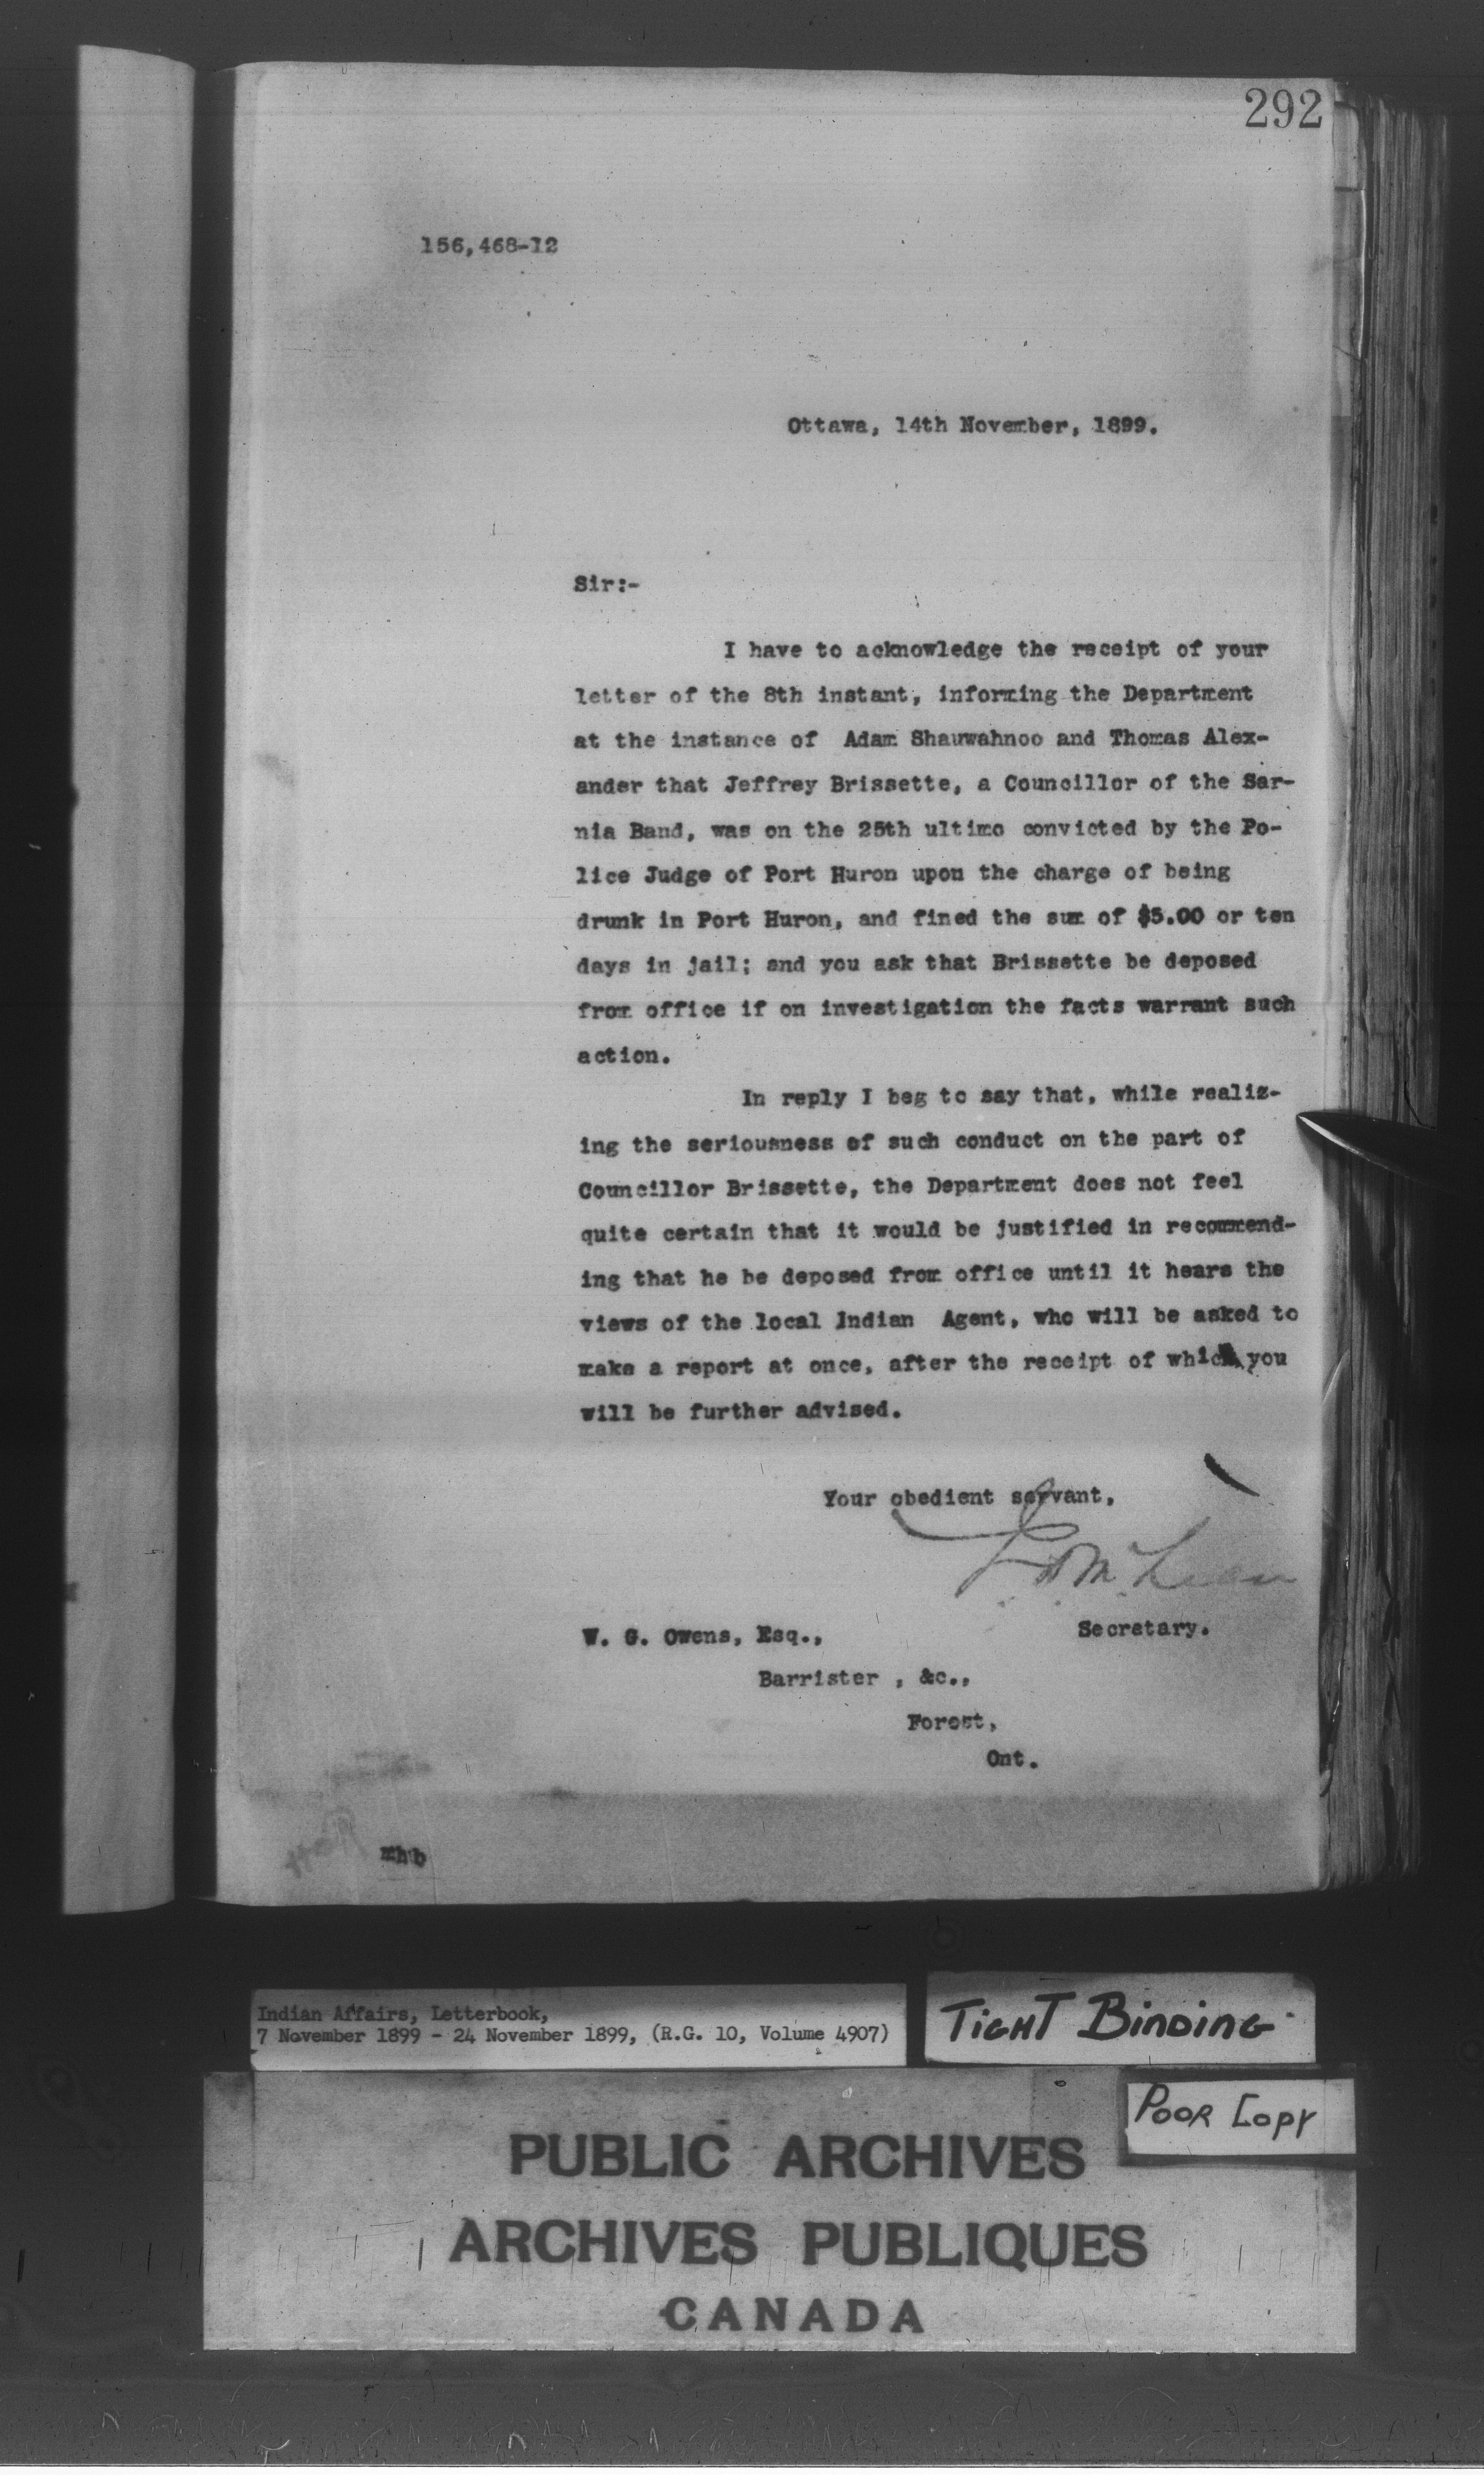 292
156,468-12
Ottawa, 14th November, 1899.
Sir:-
I have to acknowledge the receipt of your
letter of the 8th instant, informing the Department
at the instance of Adam Shauwahnoo and Thomas Alex-
ander that Jeffrey Brissette, a Councillor of the Sar-
nia Band, was on the 25th ultimo convicted by the Po-
lice Judge of Port Huron upon the charge of being
drunk in Port Huron, and fined the sum of $5.00 or ten
days in jail; and you ask that Brissette be deposed
from office if on investigation the facts warrant such
action.
In reply I beg to say that, while realiz-
ing the seriousness of such conduct on the part of
Councillor Brissette, the Department does not feel
quite certain that it would be justified in recommend-
ing that he be deposed from office until it hears the
views of the local Indian Agent, who will be asked to
make a report at once, after the receipt of which you
will be further advised.
Your obedient servant,
McLean
Secretary.
W. G. Owens, Esq.,
Barrister , &c.,
Forest,
Ont.
mhb
Indian Affairs, Letterbook,
7 November 1899 - 24 November 1899, (R.G. 10, Volume 4907)
TIGHT BINDING
POOR COPY
PUBLIC ARCHIVES
ARCHIVES PUBLIQUES
CANADA